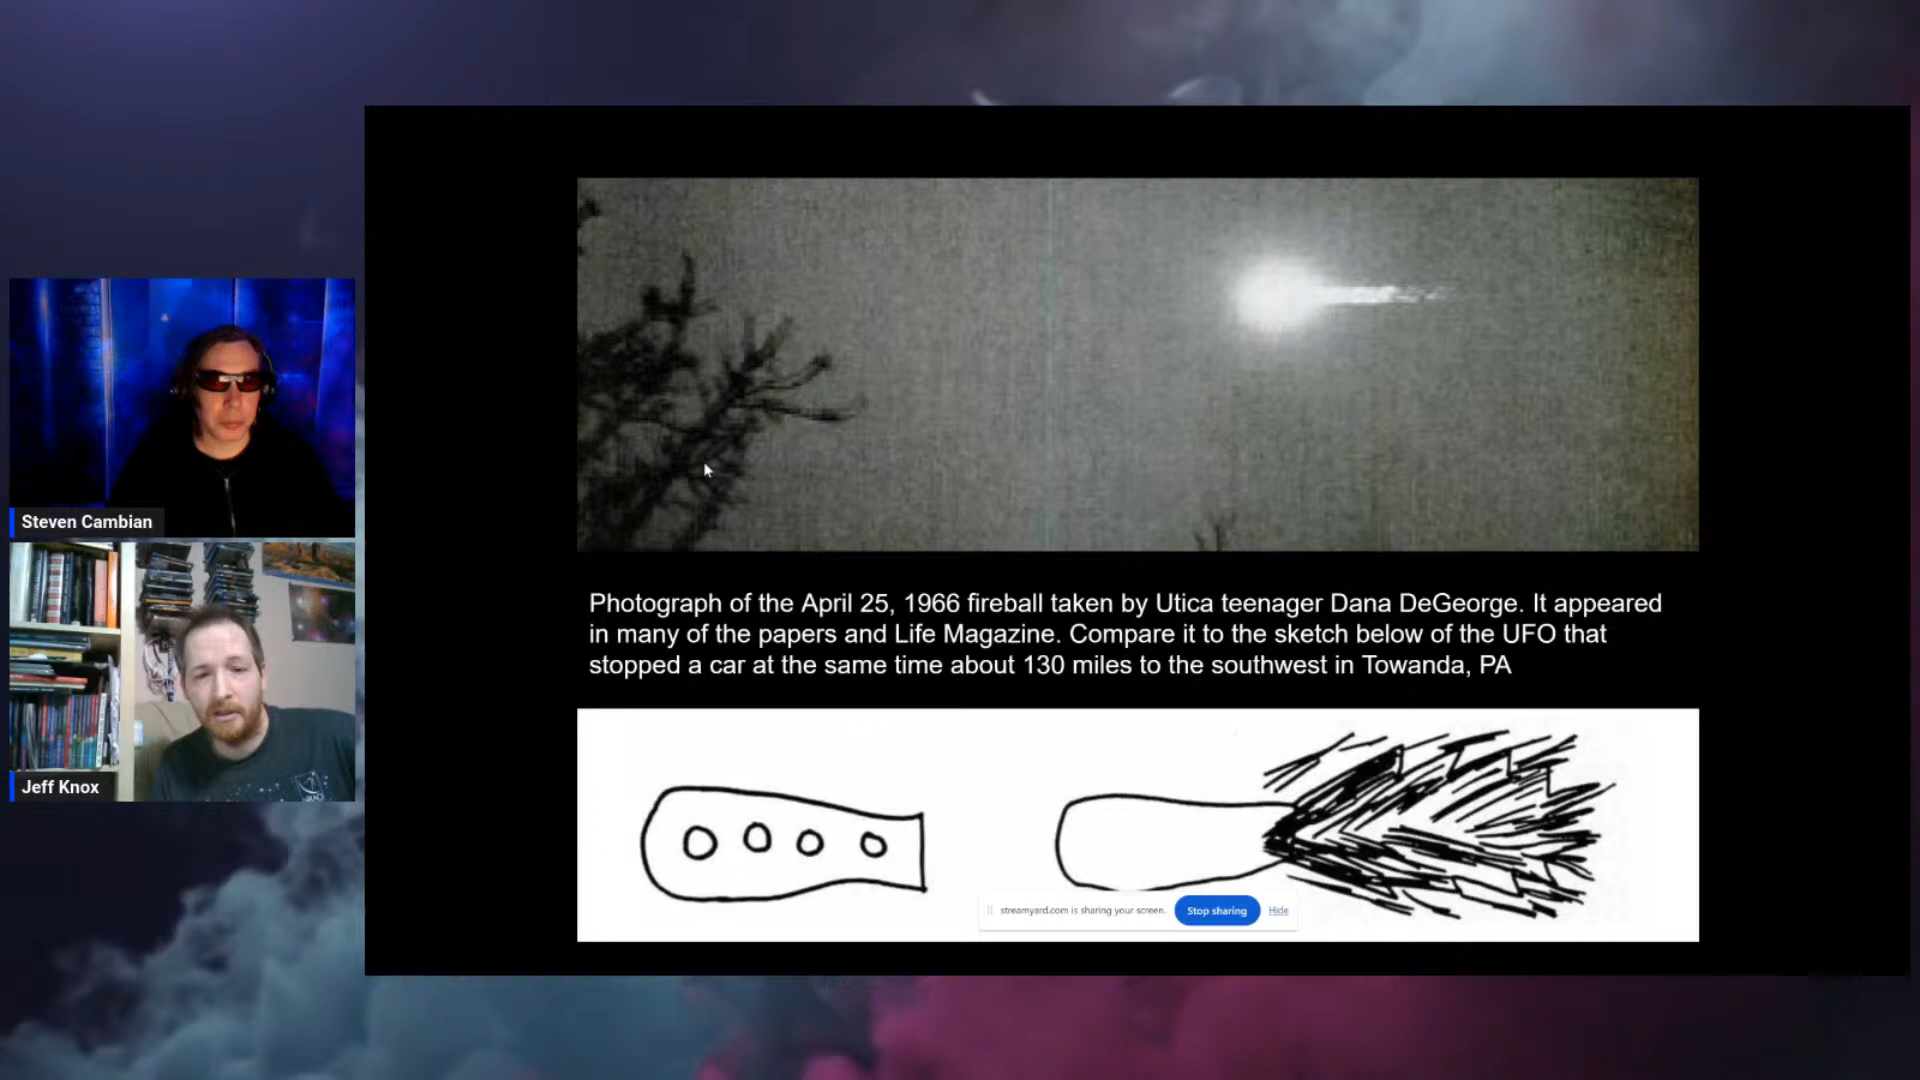 Steven Cambian
Jeff Knox
Photograph of the April 25, 1966 fireball taken by Utica teenager Dana DeGeorge. It appeared
in many of the papers and Life Magazine. Compare it to the sketch below of the UFO that
stopped a car at the same time about 130 miles to the southwest in Towanda, PA
streamyard.com is sharing your screen. Stop sharing Hide